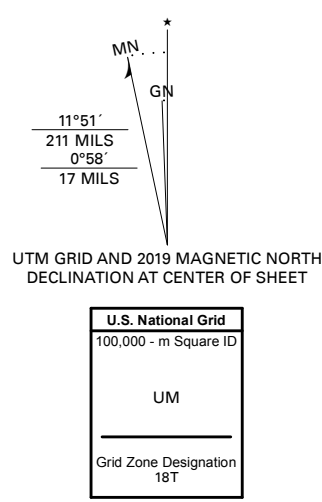 ★
MN
GN
11°51´
211 MILS
0°58´
17 MILS
UTM GRID AND 2019 MAGNETIC NORTH
DECLINATION AT CENTER OF SHEET
U.S. National Grid
100,000 - m Square ID
UM
Grid Zone Designation
18T